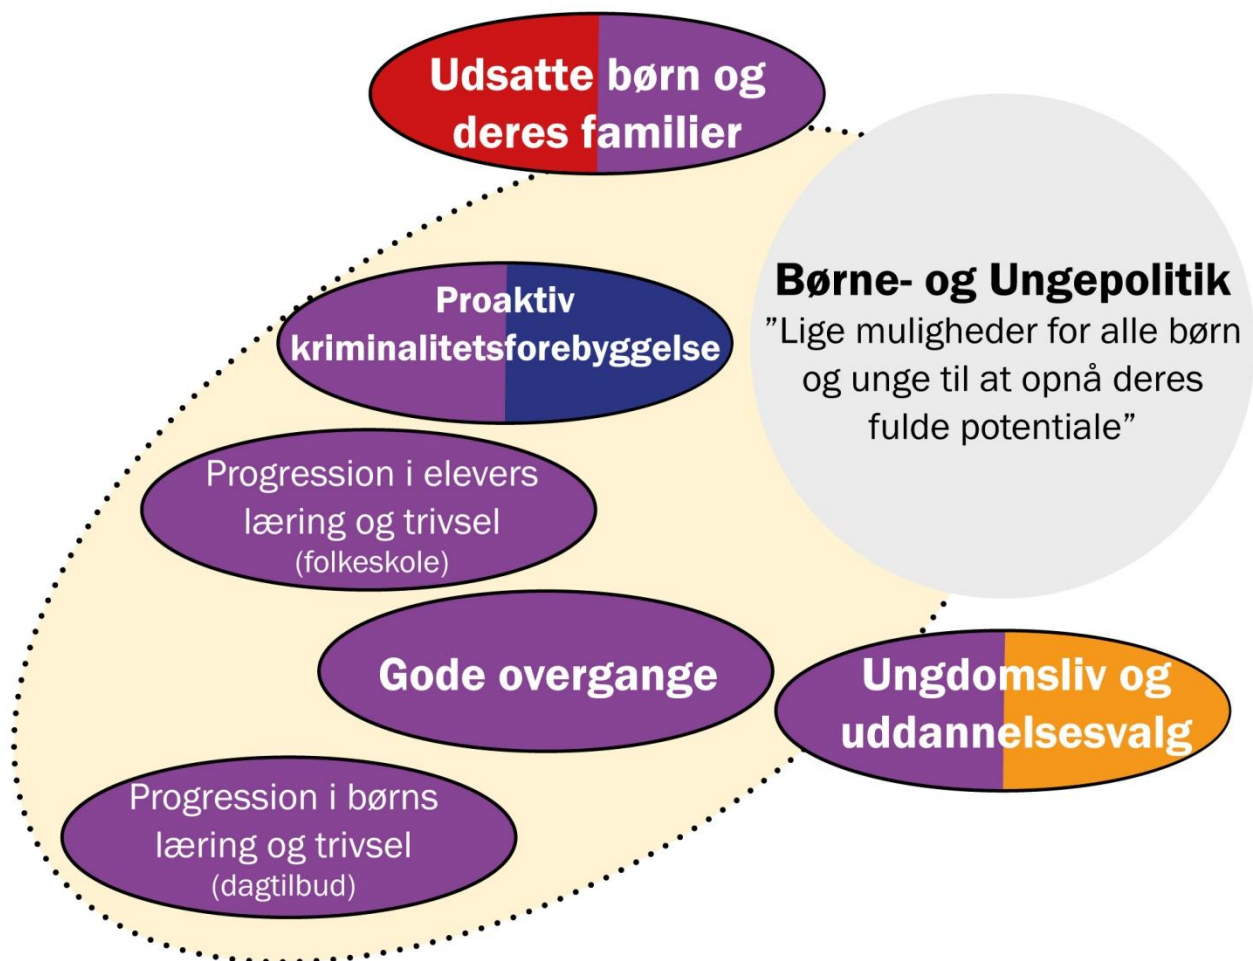 Udsatte børn og
deres familier
Børne- og Ungepolitik
”Lige muligheder for alle børn
og unge til at opnå deres
fulde potentiale”
Proaktiv
kriminalitetsforebyggelse
Progression i elevers
læring og trivsel
(folkeskole)
Gode overgange
Ungdomsliv og
uddannelsesvalg
Progression i børns
læring og trivsel
(dagtilbud)